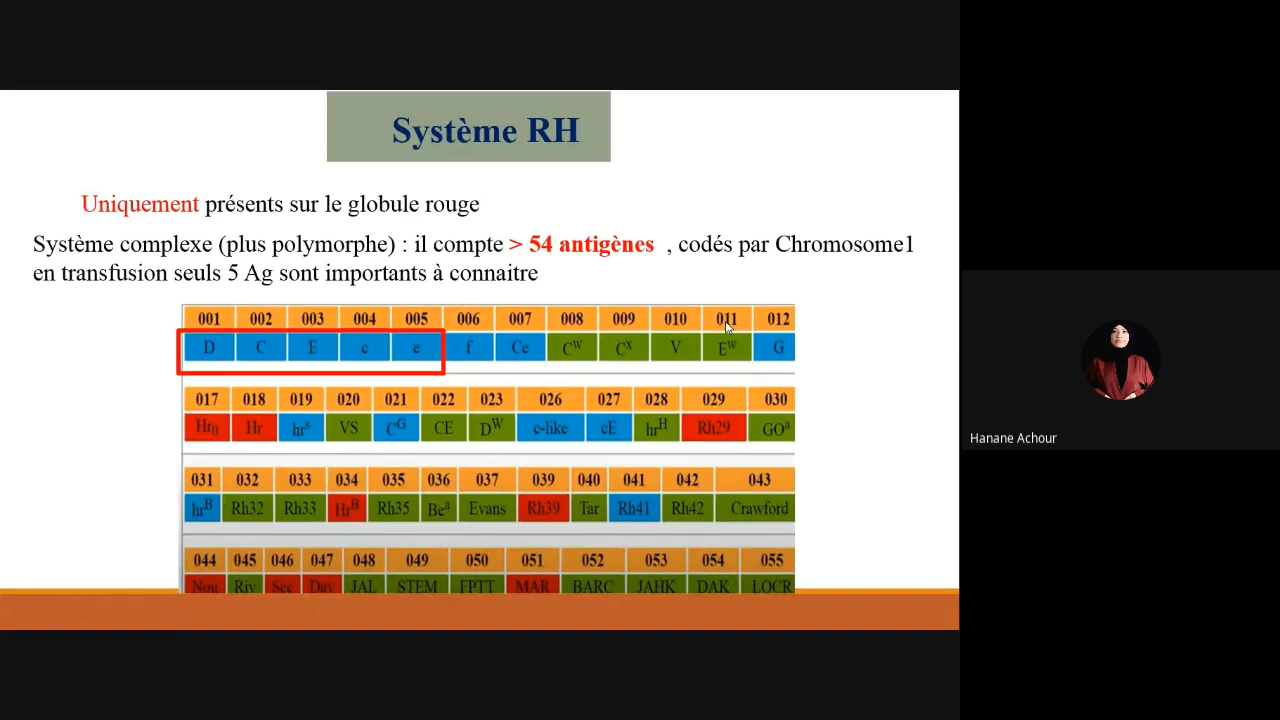 Système RH
Uniquement présents sur le globule rouge
Système complexe (plus polymorphe) : il compte > 54 antigènes , codés par Chromosome1
en transfusion seuls 5 Ag sont importants à connaitre
001 002 003 004 005 006 007 008 009 010 011 012
D C E c e f Ce Cᵂ Cˣ V Eᵂ G
017 018 019 020 021 022 023 026 027 028 029 030
Hr₀ Hr hrˢ VS Cᴳ CE Dᵂ c-like cE hrᴴ Rh29 GOᵃ
031 032 033 034 035 036 037 039 040 041 042 043
hrᴮ Rh32 Rh33 Hrᴮ Rh35 Beᵃ Evans Rh39 Tar Rh41 Rh42 Crawford
044 045 046 047 048 049 050 051 052 053 054 055
Nou Riv Sec Dav JAL STEM FPTT MAR BARC JAHK DAK LOCR
Hanane Achour